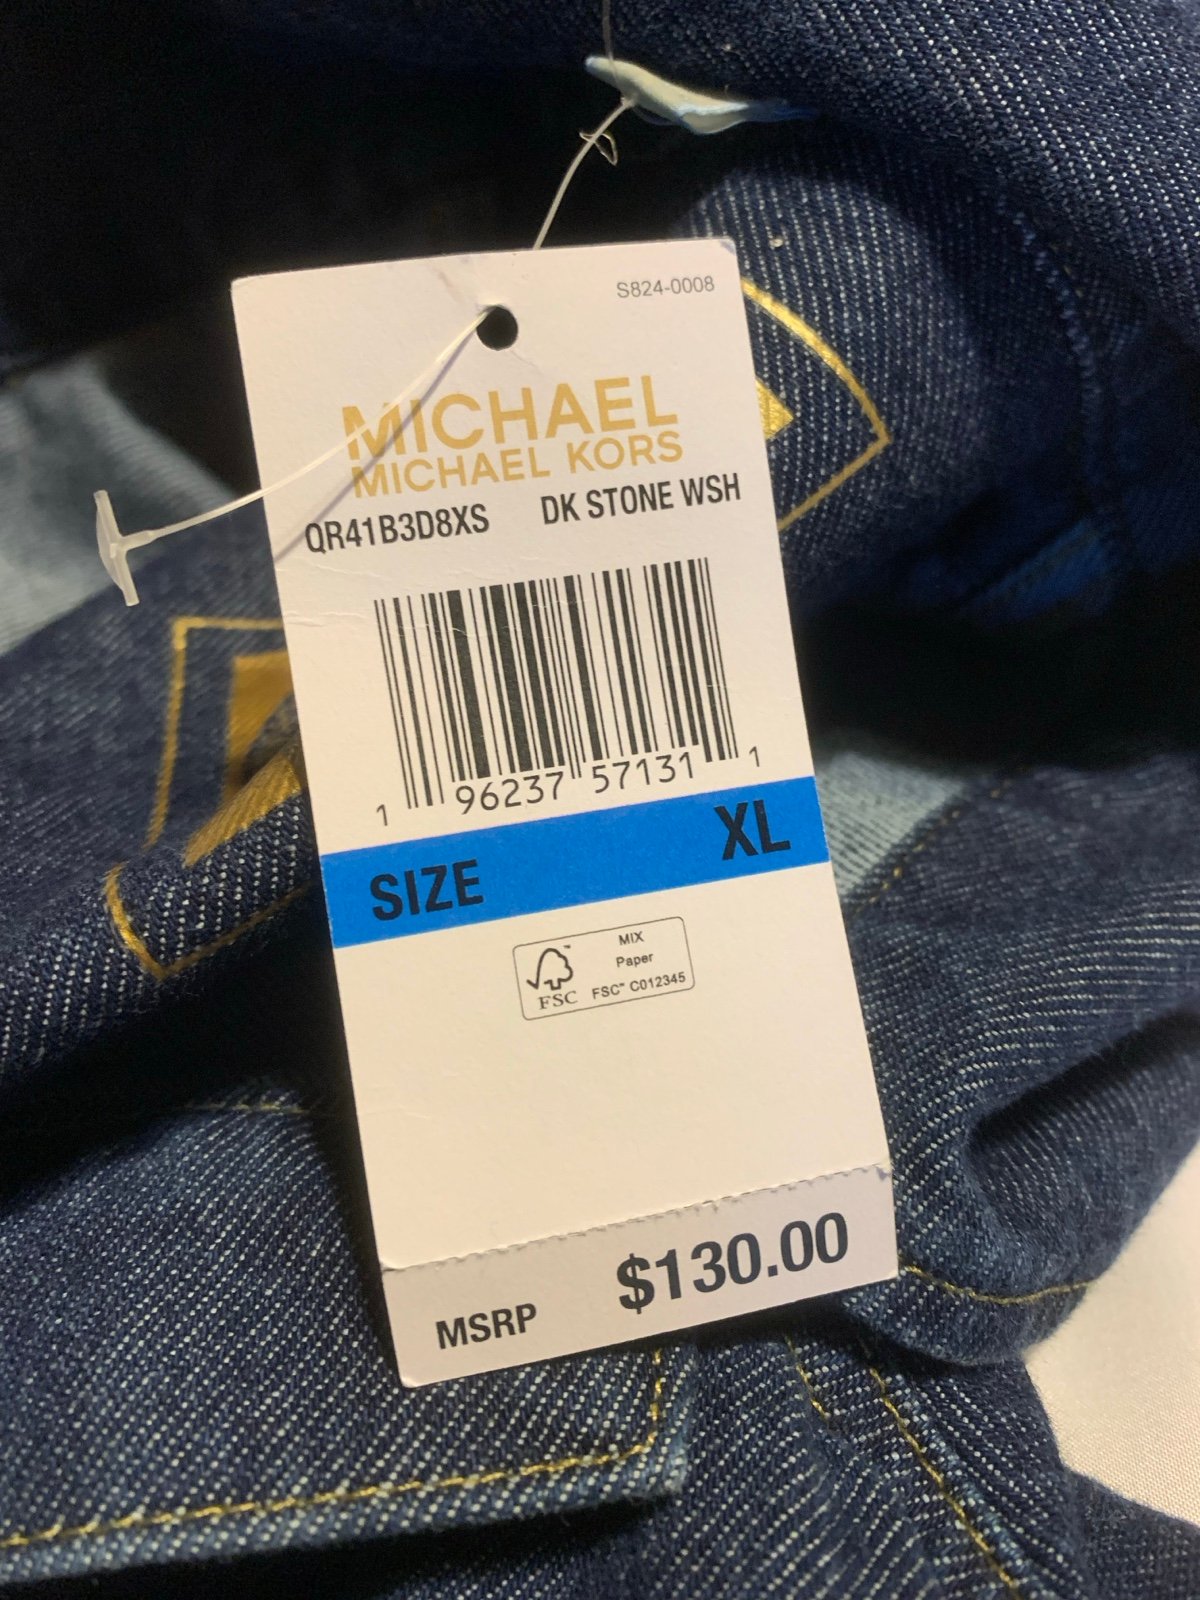 S824-0008
MICHAEL
MICHAEL KORS
QR41B3D8XS DK STONE WSH
1 96237 57131 1
SIZE XL
FSC
MIX
Paper
FSC™ C012345
MSRP $130.00